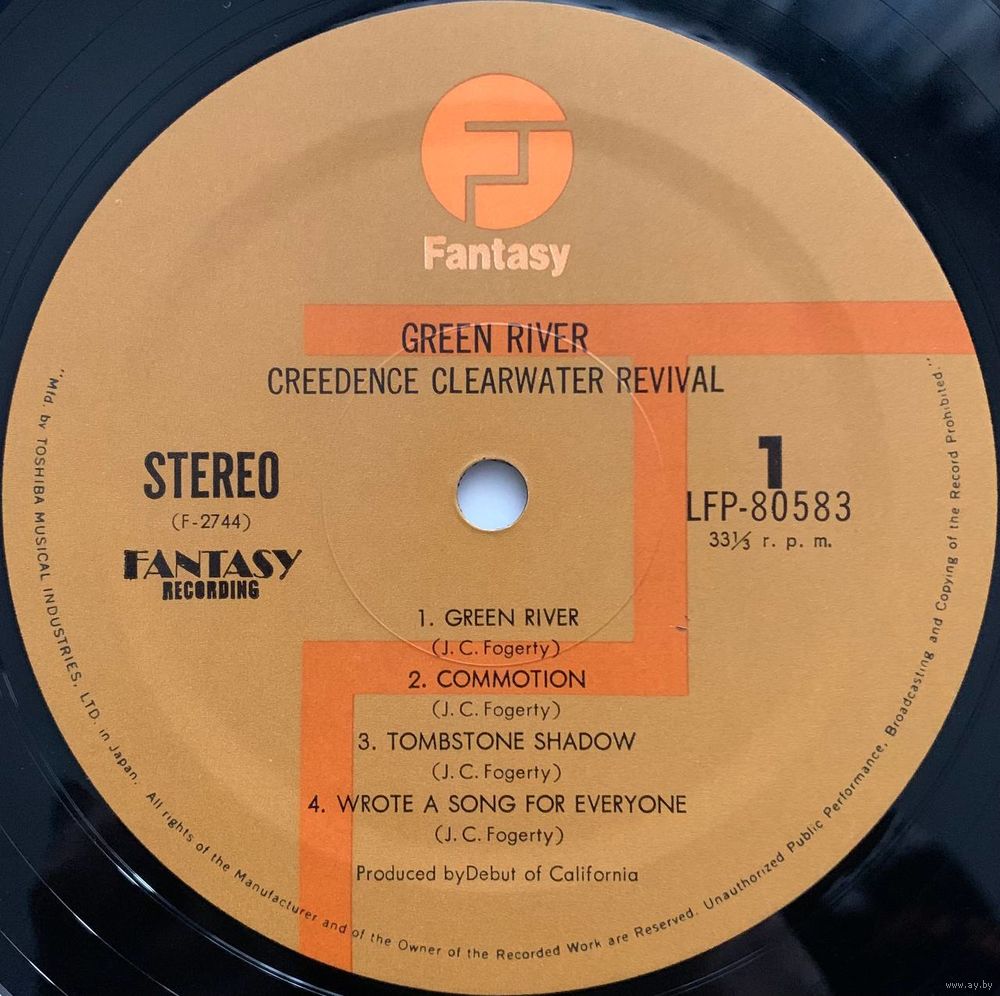 Fantasy
GREEN RIVER
CREEDENCE CLEARWATER REVIVAL
STEREO
(F-2744)
FANTASY
RECORDING
1
LFP-80583
33⅓ r. p. m.
1. GREEN RIVER
(J. C. Fogerty)
2. COMMOTION
(J. C. Fogerty)
3. TOMBSTONE SHADOW
(J. C. Fogerty)
4. WROTE A SONG FOR EVERYONE
(J. C. Fogerty)
Produced byDebut of California
"Mfd. by TOSHIBA MUSICAL INDUSTRIES, LTD. in Japan. All rights of the Manufacturer and of the Owner of the Recorded Work are Reserved. Unauthorized Public Performance, Broadcasting and Copying of the Record Prohibited."
www.ay.by